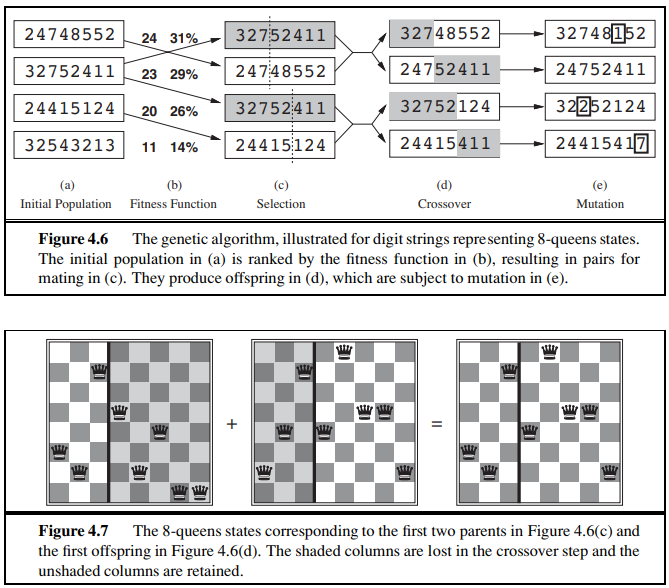 24748552 24 31% 32752411 32748552 32748152
32752411 23 29% 24748552 24752411 24752411
24415124 20 26% 32752411 32752124 32252124
32543213 11 14% 24415124 24415411 24415417
(a) (b) (c) (d) (e)
Initial Population Fitness Function Selection Crossover Mutation
Figure 4.6 The genetic algorithm, illustrated for digit strings representing 8-queens states.
The initial population in (a) is ranked by the fitness function in (b), resulting in pairs for
mating in (c). They produce offspring in (d), which are subject to mutation in (e).
+ =
Figure 4.7 The 8-queens states corresponding to the first two parents in Figure 4.6(c) and
the first offspring in Figure 4.6(d). The shaded columns are lost in the crossover step and the
unshaded columns are retained.